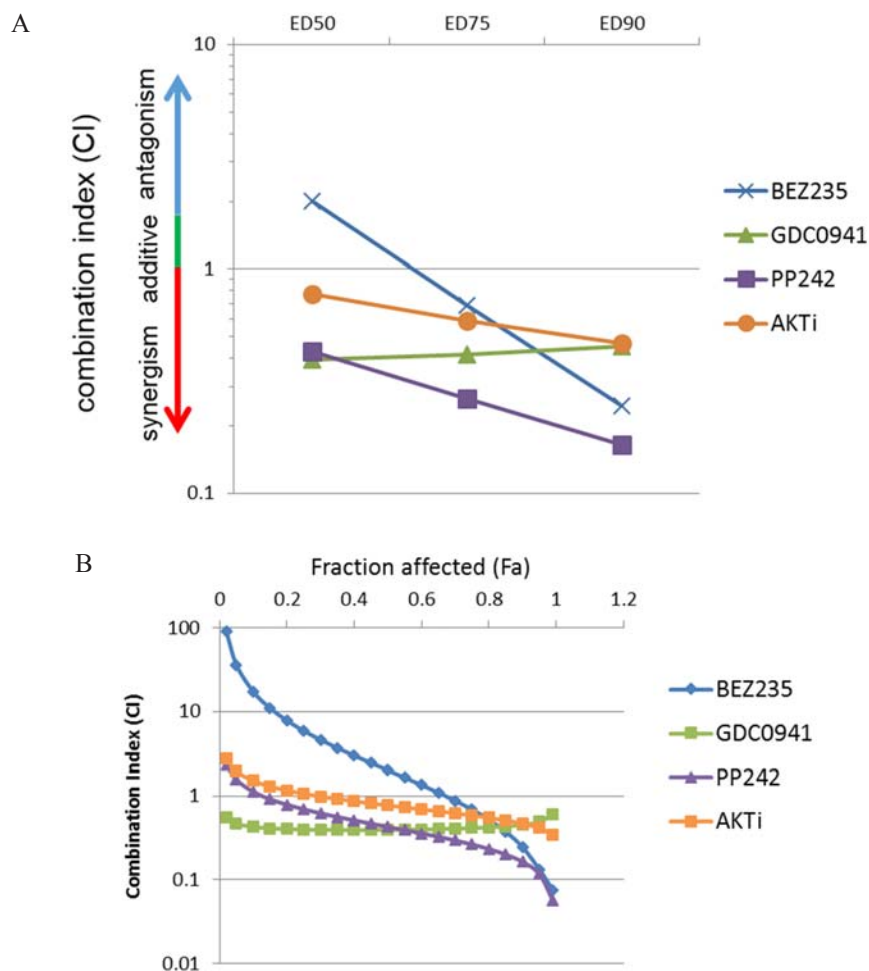 A
ED50 ED75 ED90
10
1
0.1
combination index (CI)
synergism additive antagonism
BEZ235
GDC0941
PP242
AKTi
B
Fraction affected (Fa)
0 0.2 0.4 0.6 0.8 1 1.2
100
10
1
0.1
0.01
Combination Index (CI)
BEZ235
GDC0941
PP242
AKTi